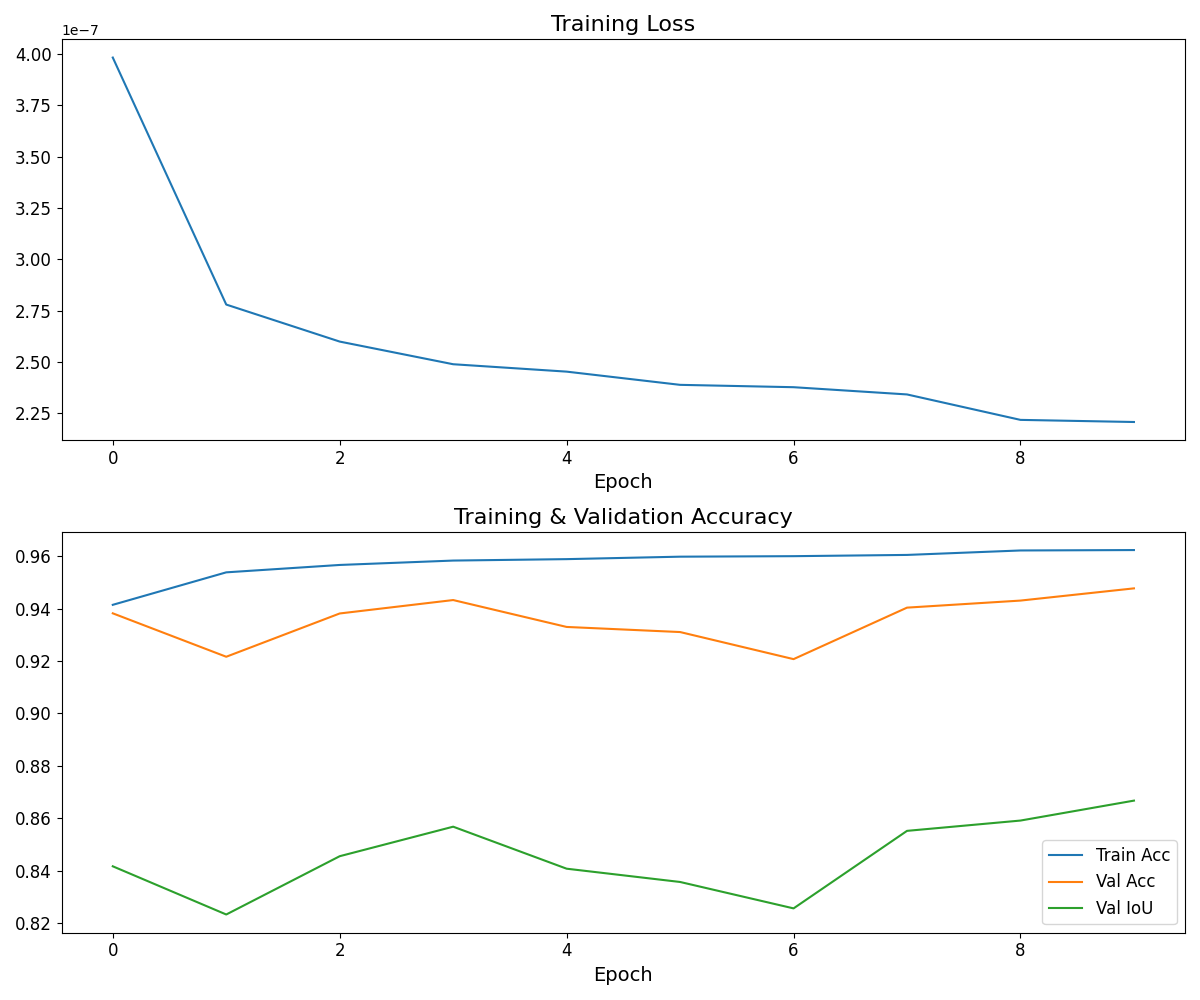 Training Loss
1e−7
4.00
3.75
3.50
3.25
3.00
2.75
2.50
2.25
0 2 4 6 8
Epoch
Training & Validation Accuracy
0.96
0.94
0.92
0.90
0.88
0.86
0.84
0.82
Train Acc
Val Acc
Val IoU
0 2 4 6 8
Epoch